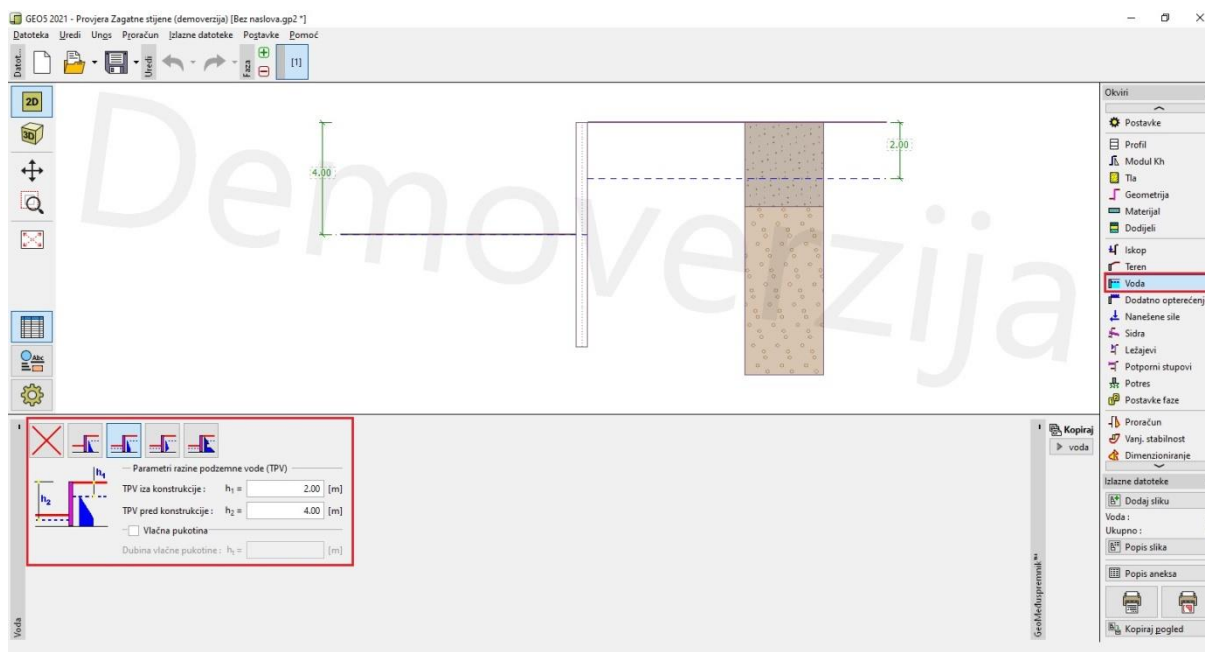 GEO5 2021 - Provjera Zagatne stijene (demoverzija) [Bez naslova.gp2 *]
Datoteka Uredi Unos Proračun Izlazne datoteke Postavke Pomoć
Datot...
Uredi
Faza
[1]
2D
3D
Abc
Demoverzija
4.00
2.00
Okviri
Postavke
Profil
Modul Kh
Tla
Geometrija
Materijal
Dodijeli
Iskop
Teren
Voda
Dodatno opterećenj
Nanešene sile
Sidra
Ležajevi
Potporni stupovi
Potres
Postavke faze
Proračun
Vanj. stabilnost
Dimenzioniranje
Izlazne datoteke
Dodaj sliku
Voda :
Ukupno :
Popis slika
Popis aneksa
Kopiraj pogled
h₁
h₂
Parametri razine podzemne vode (TPV)
TPV iza konstrukcije : h₁ = 2.00 [m]
TPV pred konstrukcije : h₂ = 4.00 [m]
Vlačna pukotina
Dubina vlačne pukotine : hₜ = [m]
Voda
GeoMeđuspremnik™
Kopiraj
voda